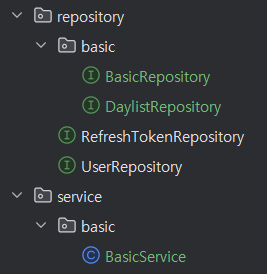 repository
basic
I BasicRepository
I DaylistRepository
I RefreshTokenRepository
I UserRepository
service
basic
C BasicService